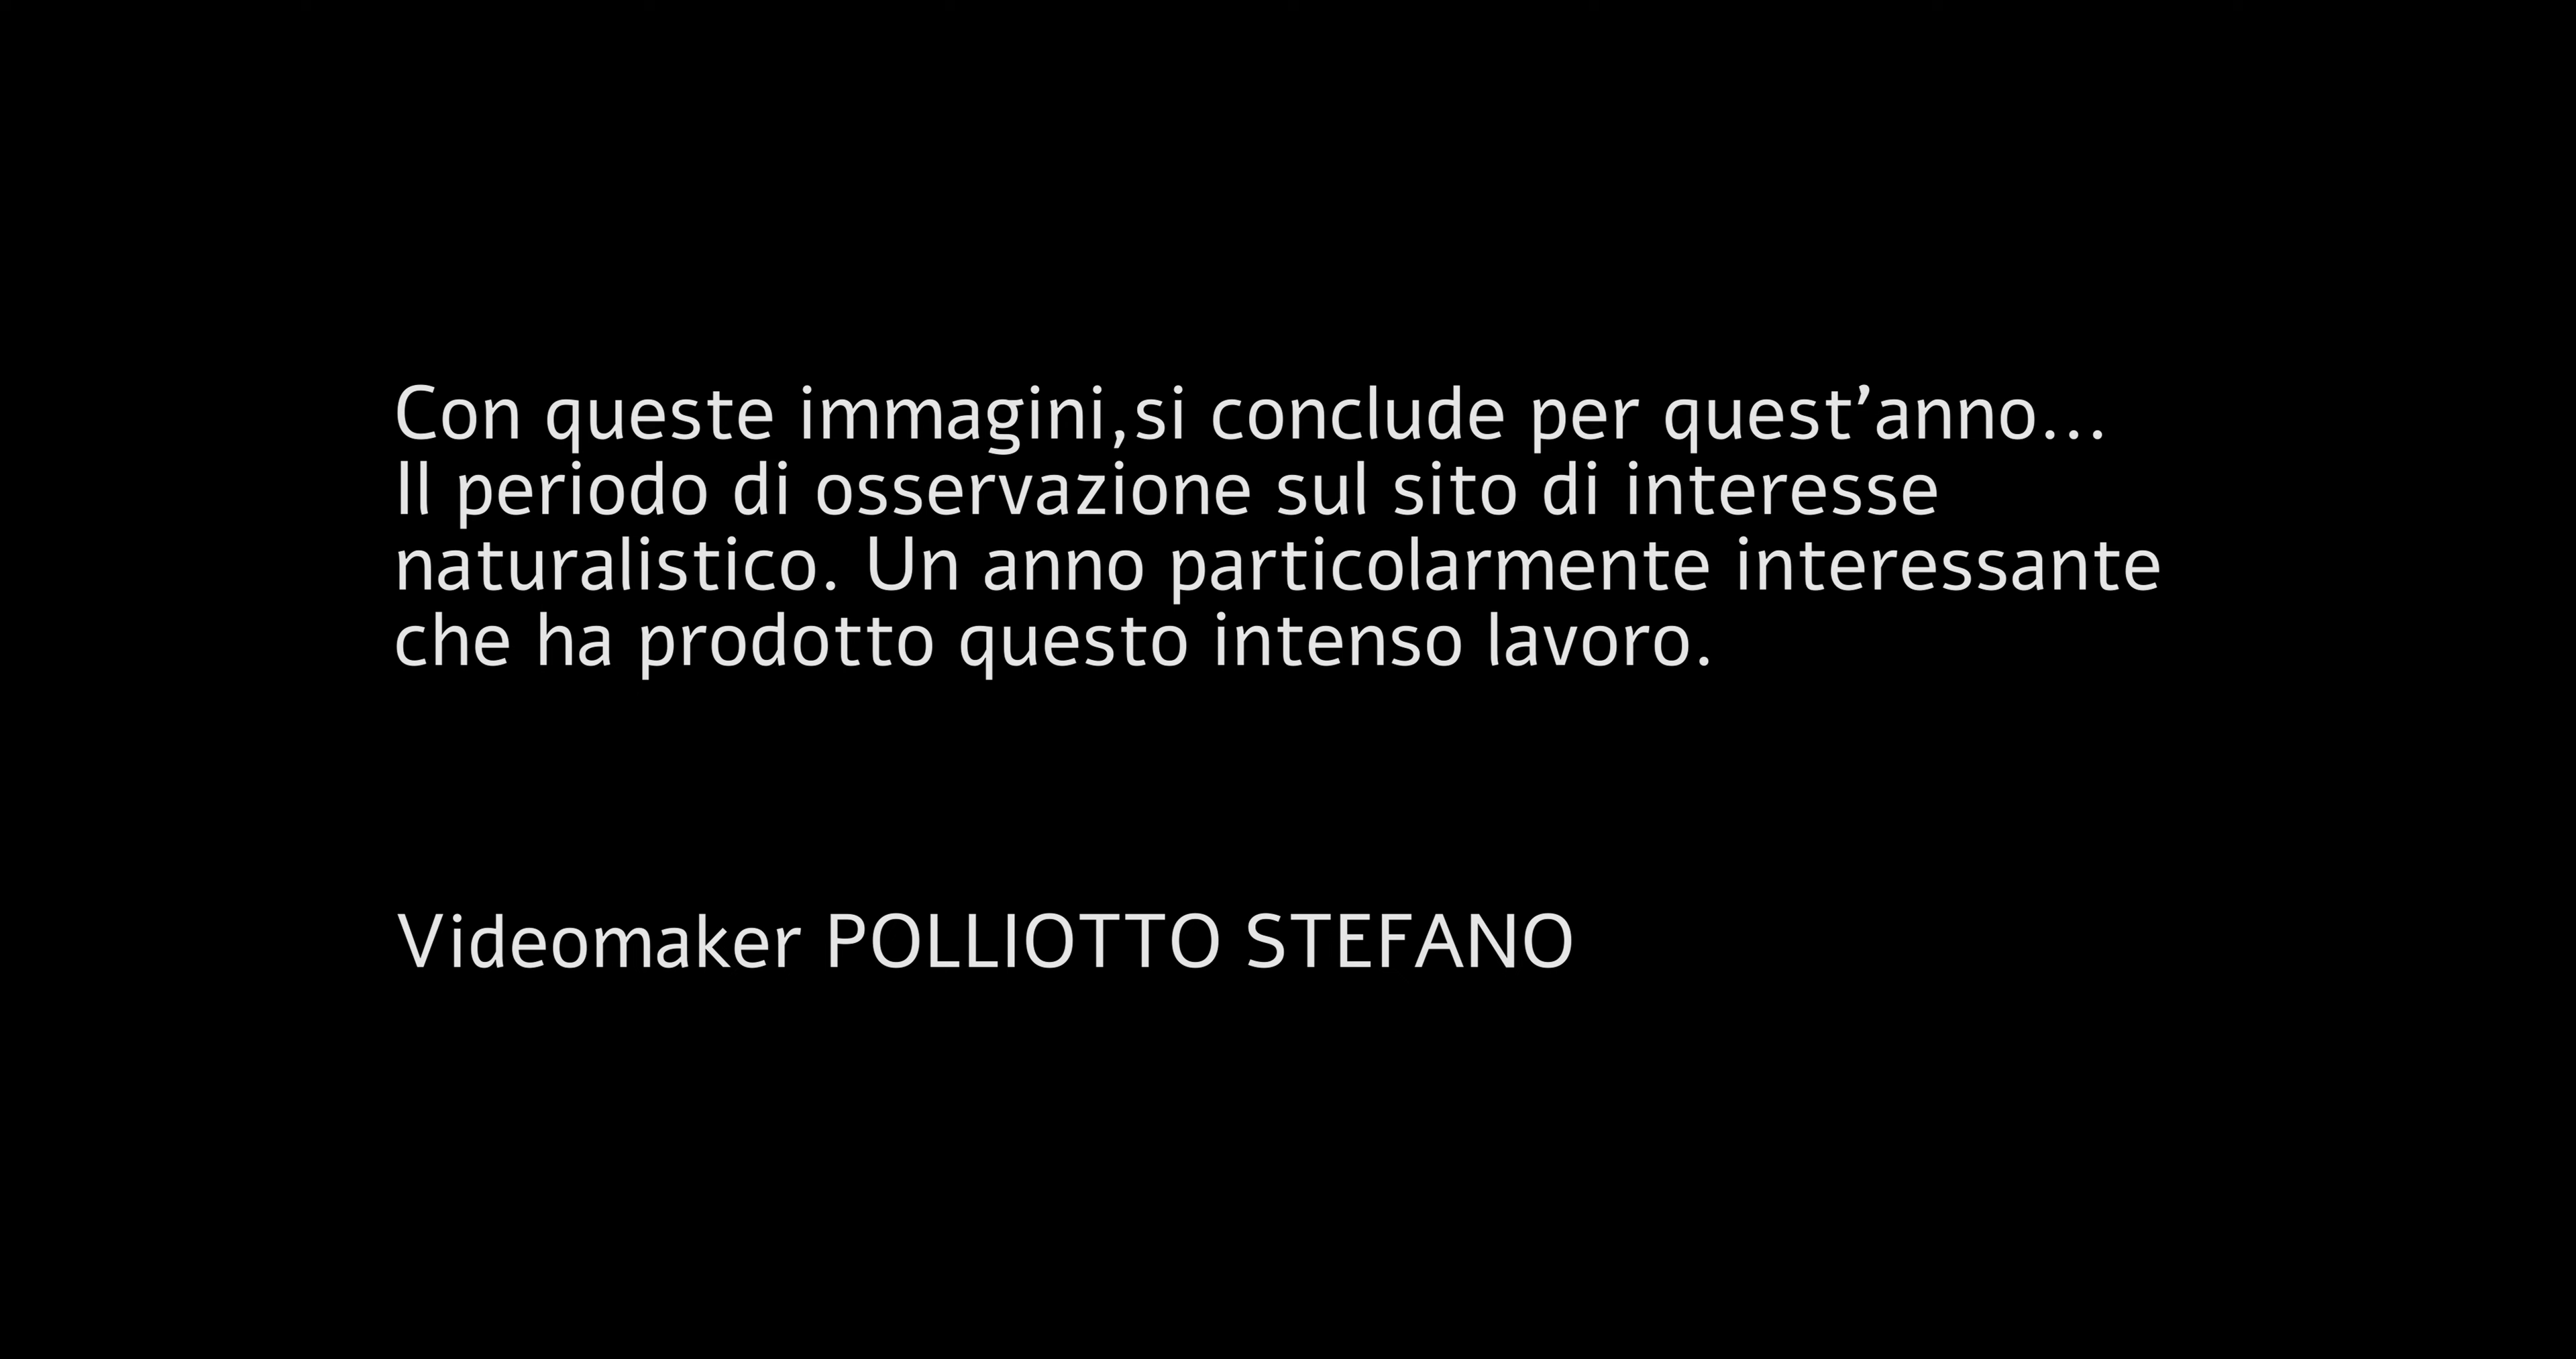 Con queste immagini,si conclude per quest’anno...
Il periodo di osservazione sul sito di interesse
naturalistico. Un anno particolarmente interessante
che ha prodotto questo intenso lavoro.
Videomaker POLLIOTTO STEFANO